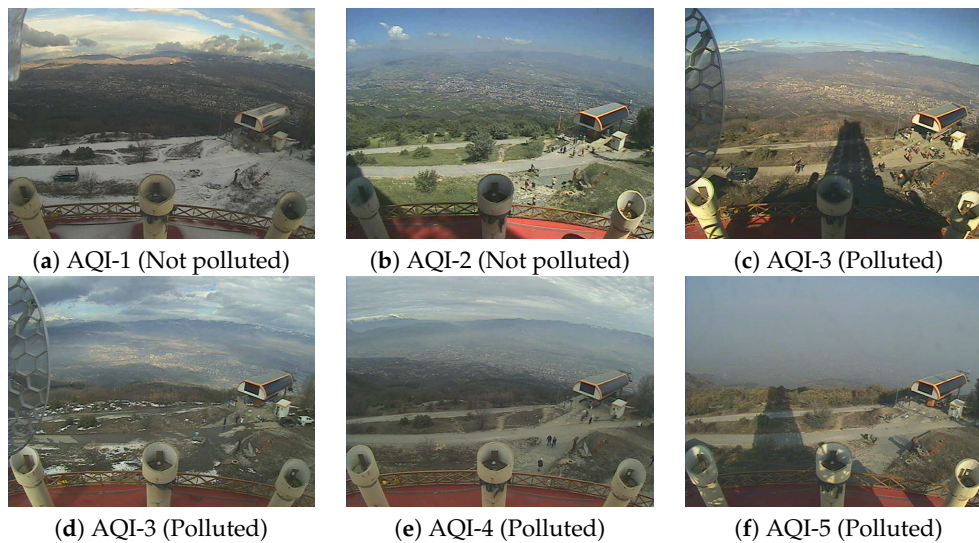 (a) AQI-1 (Not polluted)
(b) AQI-2 (Not polluted)
(c) AQI-3 (Polluted)
(d) AQI-3 (Polluted)
(e) AQI-4 (Polluted)
(f) AQI-5 (Polluted)